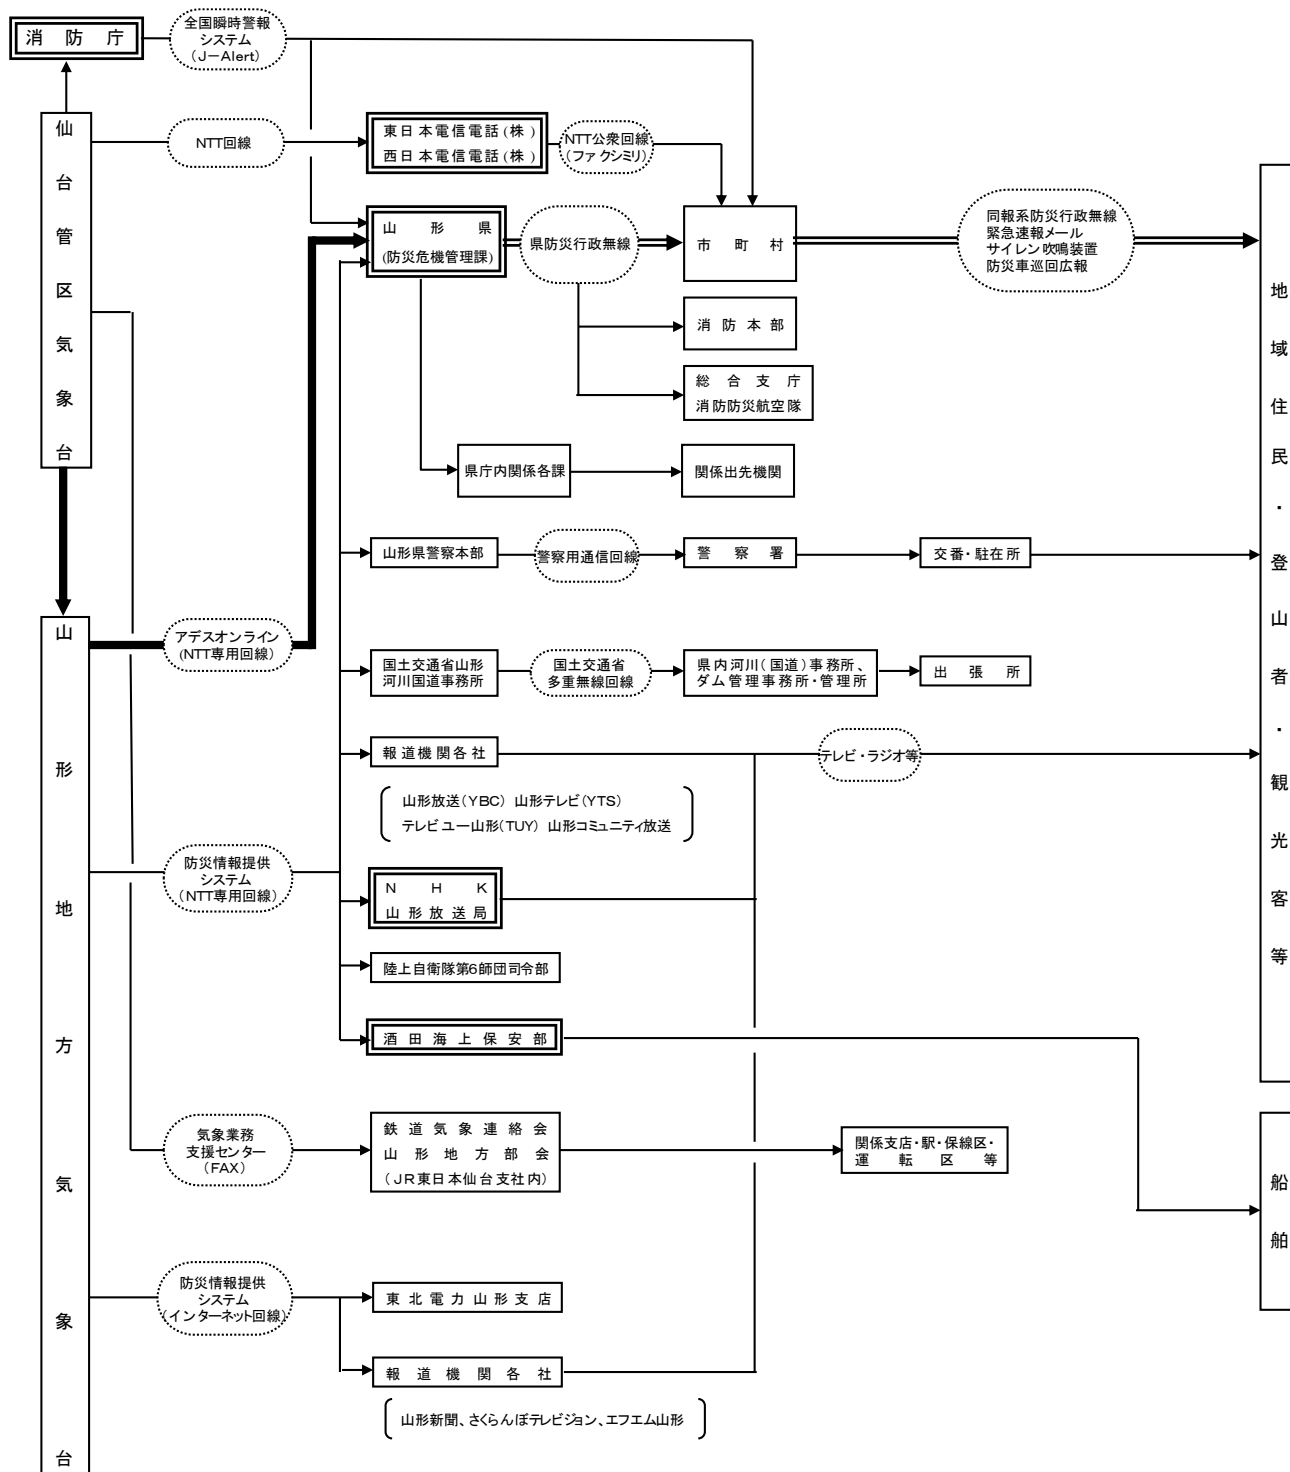 消防庁
全国瞬時警報
システム
(J-Alert)
仙台管区気象台
NTT回線
東日本電信電話(株)
西日本電信電話(株)
NTT公衆回線
(ファクシミリ)
山形県
(防災危機管理課)
県防災行政無線
市町村
同報系防災行政無線
緊急速報メール
サイレン吹鳴装置
防災車巡回広報
地域住民・登山者・観光客等
消防本部
総合支庁
消防防災航空隊
県庁内関係各課
関係出先機関
山形県警察本部
警察用通信回線
警察署
交番・駐在所
山形地方気象台
アデスオンライン
(NTT専用回線)
国土交通省山形
河川国道事務所
国土交通省
多重無線回線
県内河川(国道)事務所、
ダム管理事務所・管理所
出張所
報道機関各社
テレビ・ラジオ等
山形放送(YBC) 山形テレビ(YTS)
テレビユー山形(TUY) 山形コミュニティ放送
防災情報提供
システム
(NTT専用回線)
NHK
山形放送局
陸上自衛隊第6師団司令部
酒田海上保安部
気象業務
支援センター
(FAX)
鉄道気象連絡会
山形地方部会
(JR東日本仙台支社内)
関係支店・駅・保線区・
運転区等
船舶
防災情報提供
システム
(インターネット回線)
東北電力山形支店
報道機関各社
山形新聞、さくらんぼテレビジョン、エフエム山形